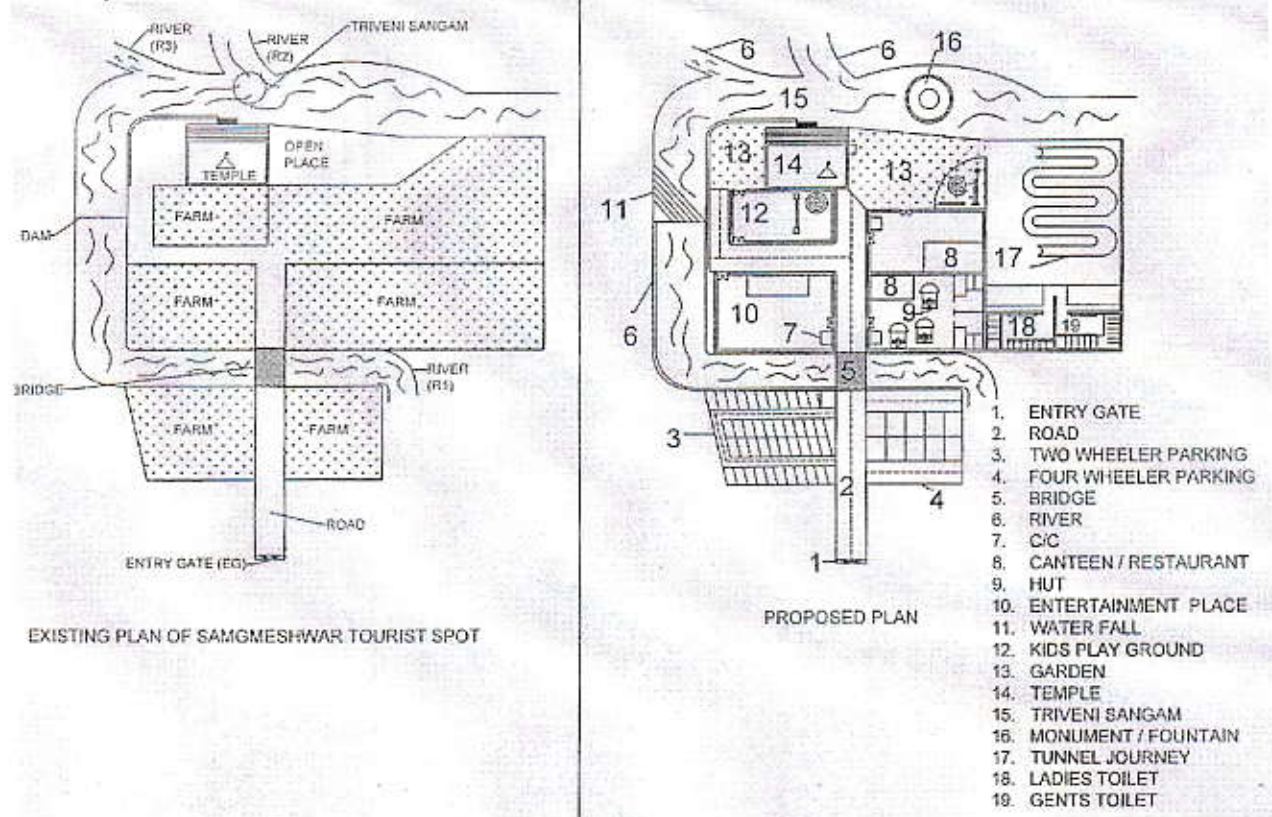 RIVER
(R3)
RIVER
(R2)
TRIVENI SANGAM
OPEN
PLACE
TEMPLE
FARM
FARM
DAM
FARM
FARM
BRIDGE
RIVER
(R1)
FARM
FARM
ROAD
ENTRY GATE (EG)
EXISTING PLAN OF SAMGMESHWAR TOURIST SPOT
6
6
16
15
13
14
13
11
12
8
17
8
10
9
7
18
19
6
5
3
2
4
1
PROPOSED PLAN
1. ENTRY GATE
2. ROAD
3. TWO WHEELER PARKING
4. FOUR WHEELER PARKING
5. BRIDGE
6. RIVER
7. C/C
8. CANTEEN / RESTAURANT
9. HUT
10. ENTERTAINMENT PLACE
11. WATER FALL
12. KIDS PLAY GROUND
13. GARDEN
14. TEMPLE
15. TRIVENI SANGAM
16. MONUMENT / FOUNTAIN
17. TUNNEL JOURNEY
18. LADIES TOILET
19. GENTS TOILET